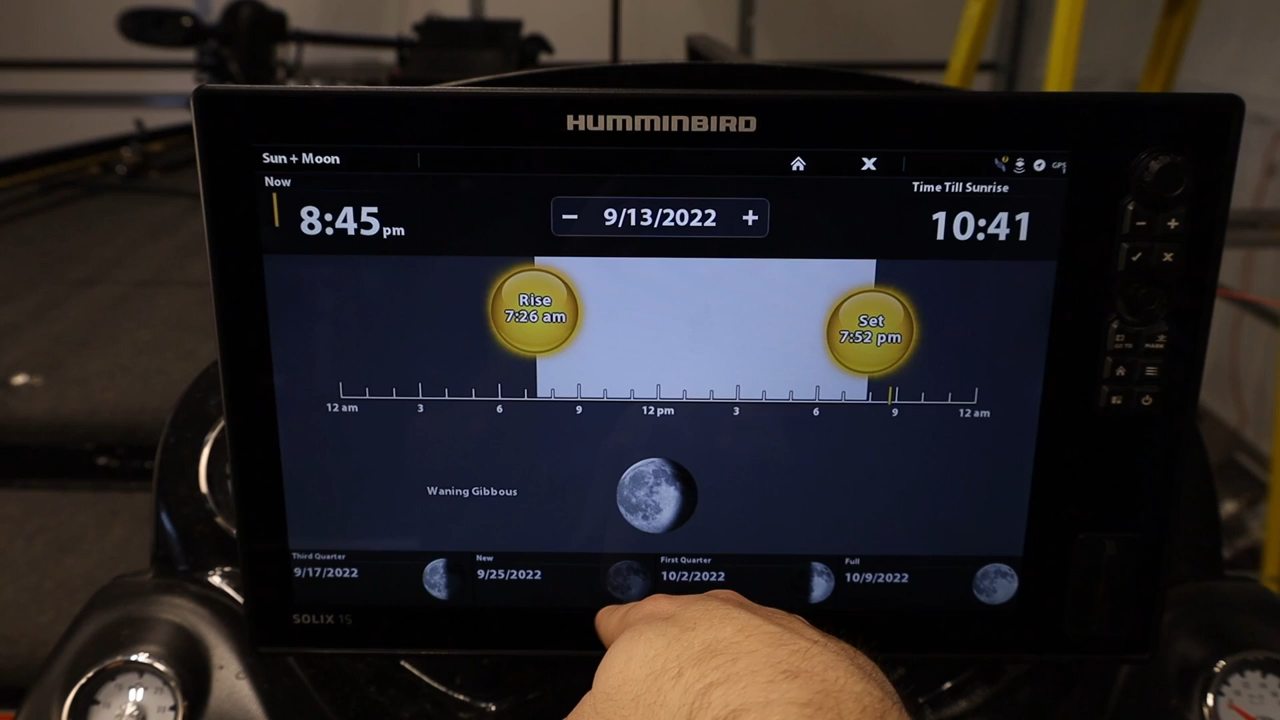 HUMMINBIRD
Sun + Moon
GPS
Now
8:45pm
− 9/13/2022 +
Time Till Sunrise
10:41
Rise
7:26 am
Set
7:52 pm
12 am 3 6 9 12 pm 3 6 9 12 am
Waning Gibbous
Third Quarter
9/17/2022
New
9/25/2022
First Quarter
10/2/2022
Full
10/9/2022
SOLIX 15